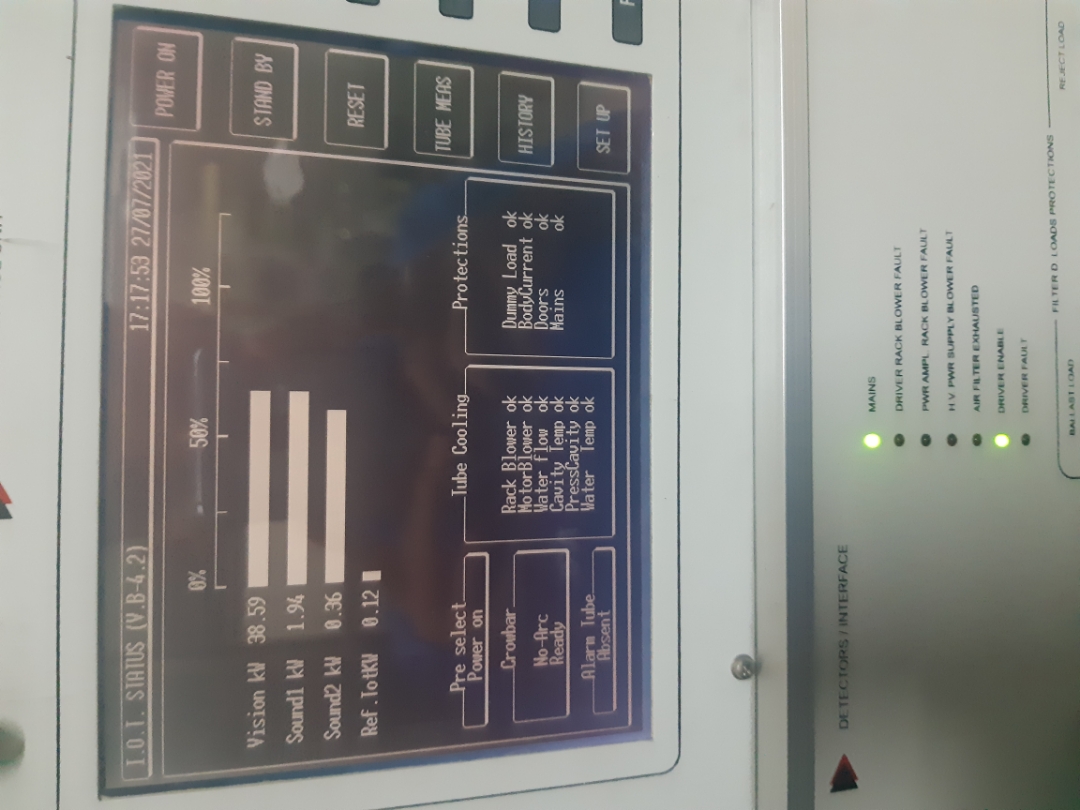 I.O.T. STATUS (V.B-4.2) 17:17:53 27/07/2021
POWER ON
STAND BY
RESET
TUBE MEAS
HISTORY
SET UP
0% 50% 100%
Vision kW 38.59
Sound1 kW 1.94
Sound2 kW 0.36
Ref.TotKW 0.12
Pre select
Power on
Crowbar
No-Arc
Ready
Alarm Tube
Absent
Tube Cooling
Rack Blower ok
MotorBlower ok
Water flow ok
Cavity Temp ok
PressCavity ok
Water Temp ok
Protections
Dummy Load ok
BodyCurrent ok
Doors ok
Mains ok
DETECTORS / INTERFACE
MAINS
DRIVER RACK BLOWER FAULT
PWR AMPL. RACK BLOWER FAULT
H.V. PWR SUPPLY BLOWER FAULT
AIR FILTER EXHAUSTED
DRIVER ENABLE
DRIVER FAULT
FILTER D. LOADS PROTECTIONS
BALLAST LOAD
REJECT LOAD